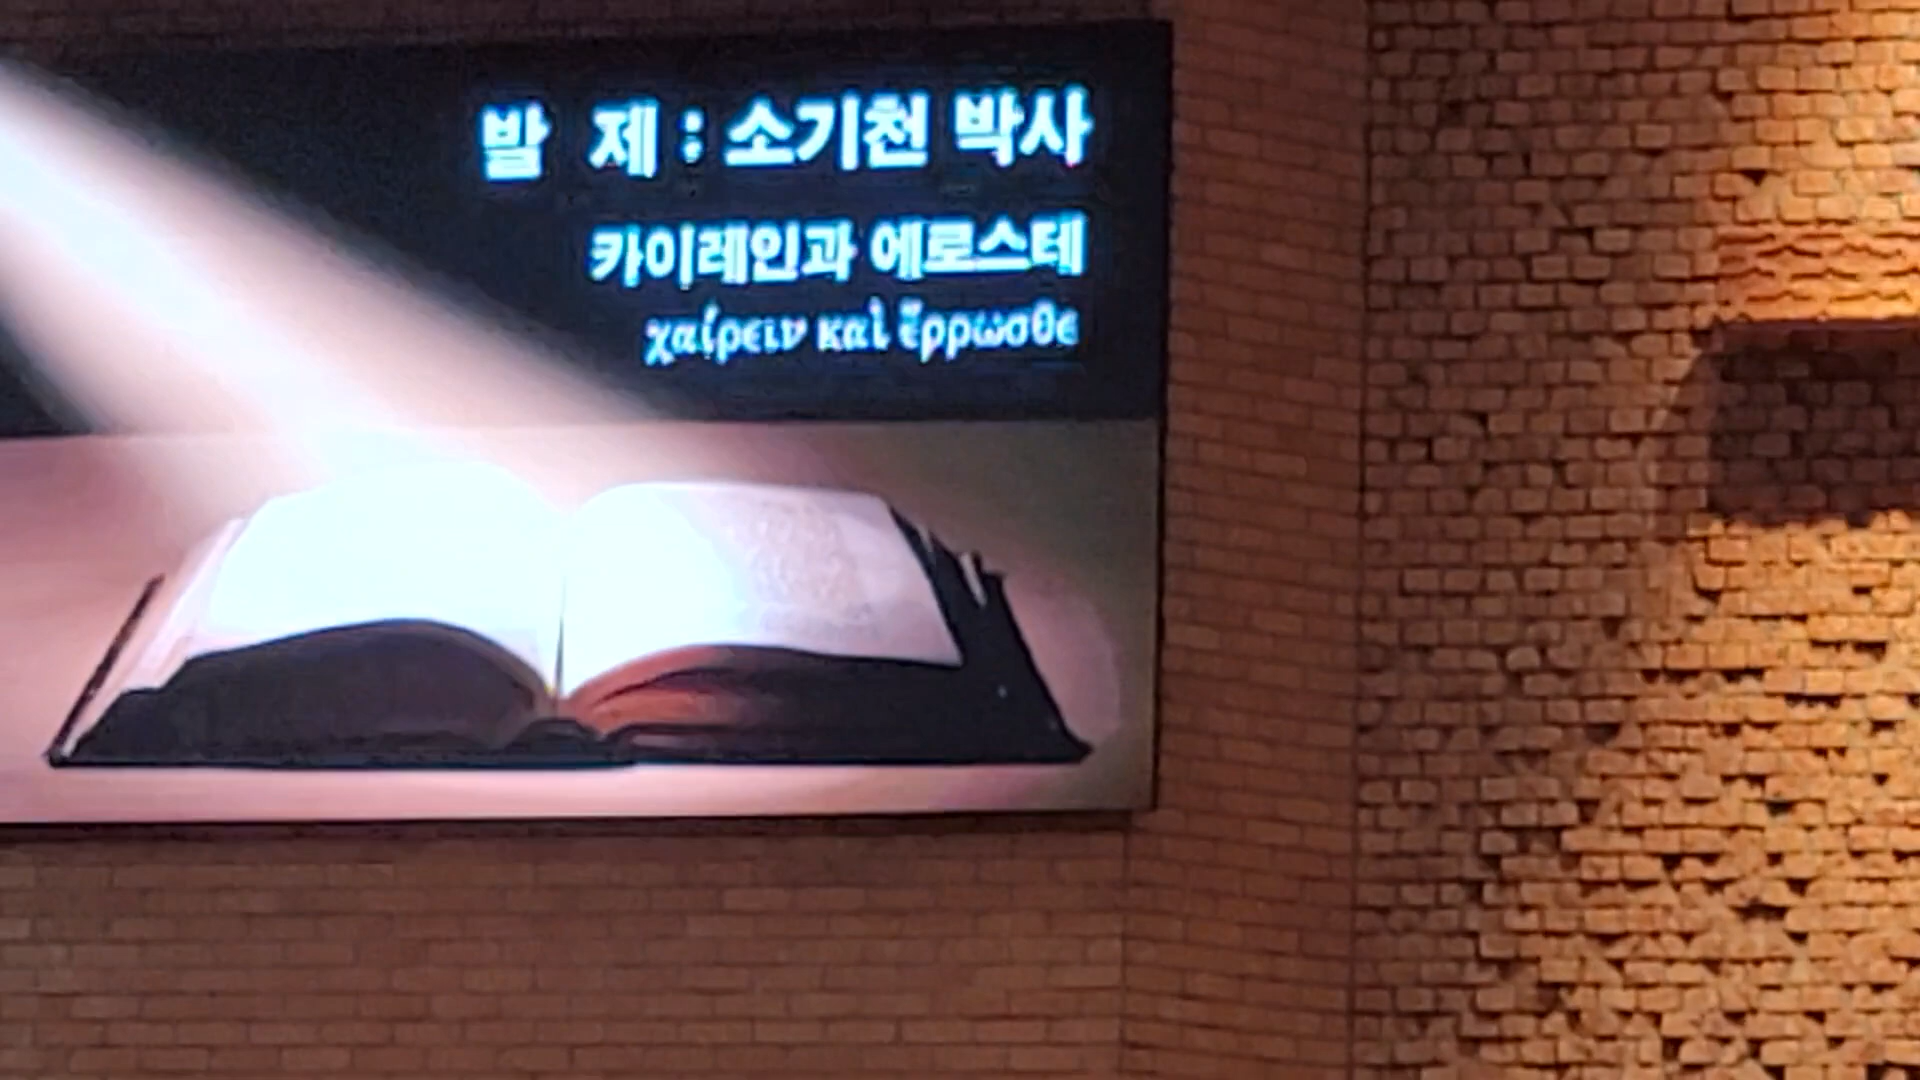 발 제 : 소기천 박사
카이레인과 에로스테
χαίρειν καὶ ἔρρωσθε